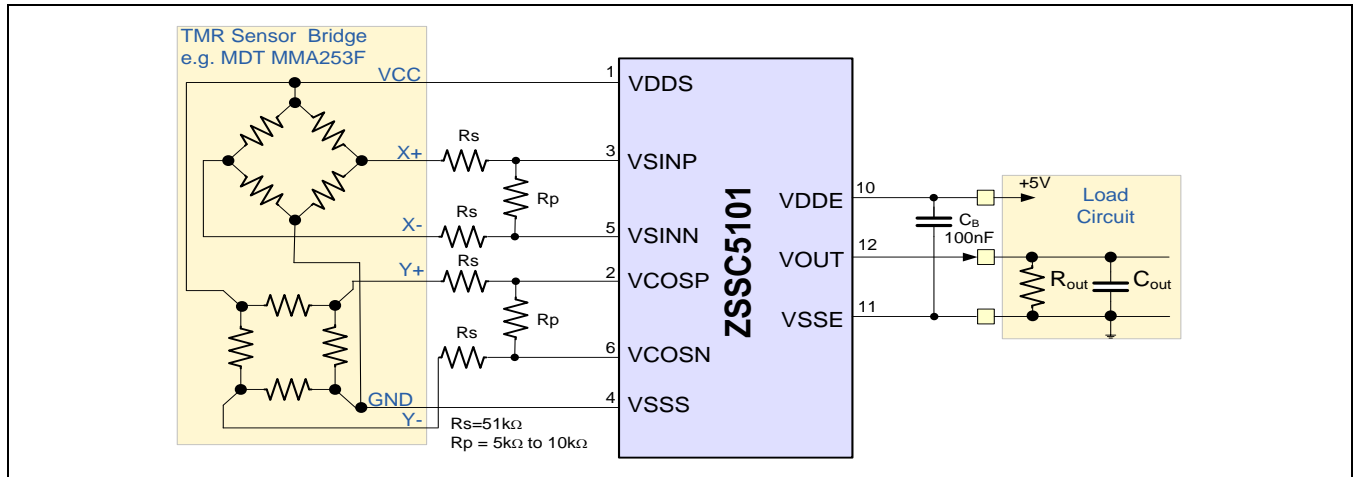 TMR Sensor Bridge
e.g. MDT MMA253F
VCC
X+
X-
Y+
GND
Y-
Rs
Rp
Rs
Rs
Rp
Rs
Rs=51kΩ
Rp = 5kΩ to 10kΩ
1
VDDS
3
VSINP
5
VSINN
2
VCOSP
6
VCOSN
4
VSSS
ZSSC5101
VDDE
10
VOUT
12
VSSE
11
CB
100nF
+5V
Load
Circuit
Rout
Cout